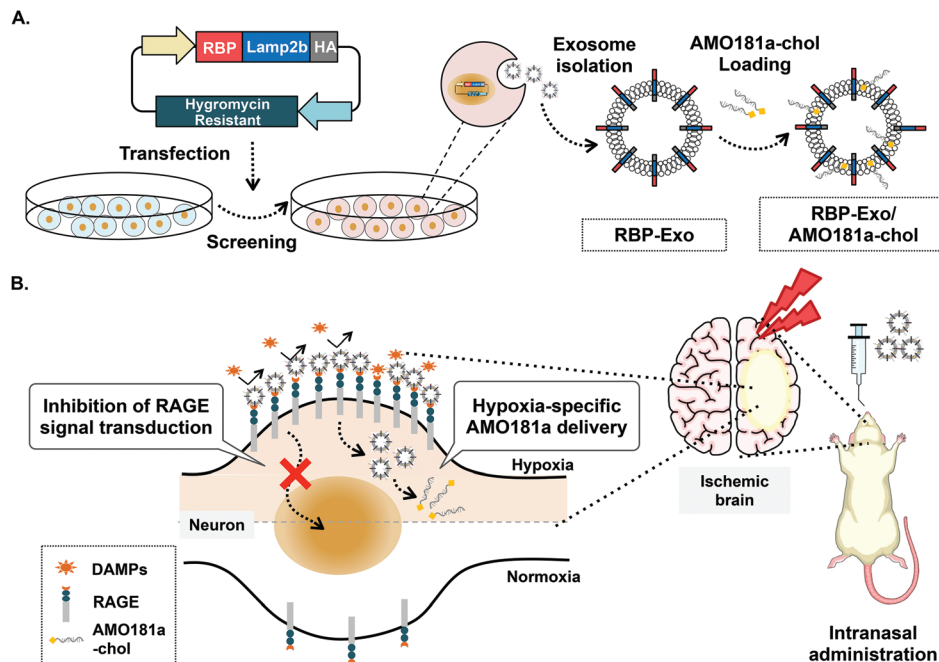 A.
RBP Lamp2b HA
Hygromycin
Resistant
Transfection
Screening
Exosome
isolation
AMO181a-chol
Loading
RBP-Exo
RBP-Exo/
AMO181a-chol
B.
Inhibition of RAGE
signal transduction
Hypoxia-specific
AMO181a delivery
Hypoxia
Neuron
Normoxia
DAMPs
RAGE
AMO181a
-chol
Ischemic
brain
Intranasal
administration